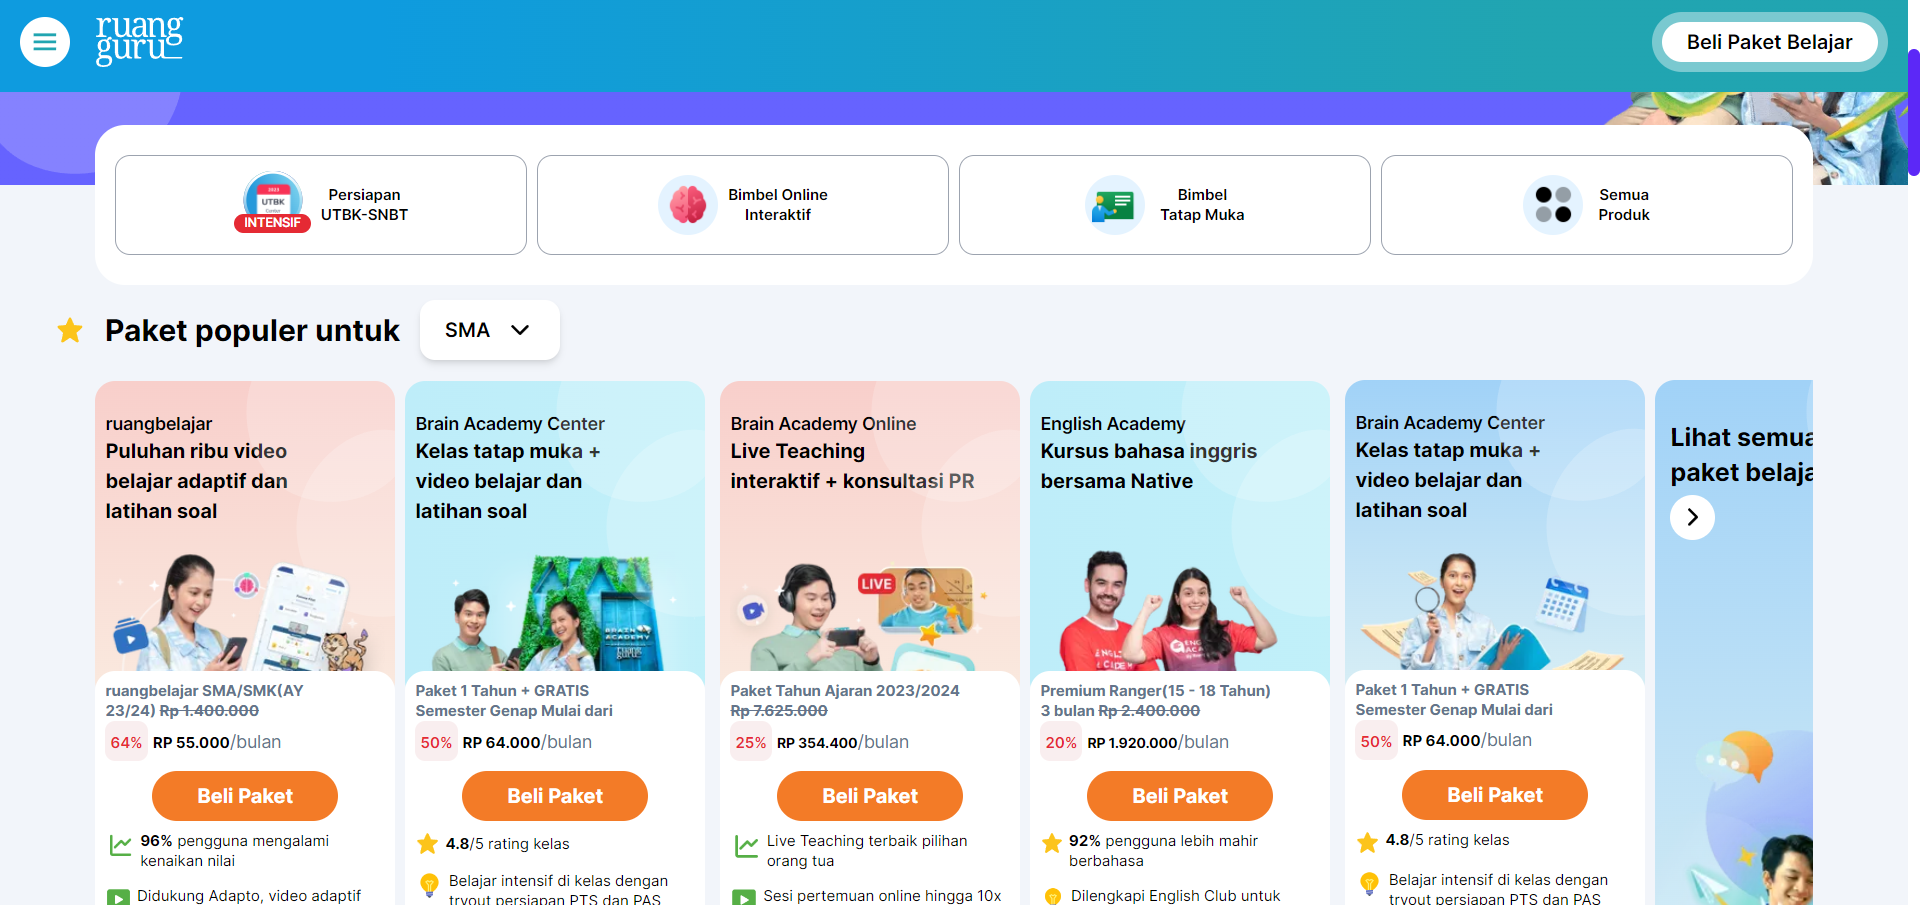 ruang
guru
Beli Paket Belajar
2023
UTBK
Center
INTENSIF
Persiapan
UTBK-SNBT
Bimbel Online
Interaktif
Bimbel
Tatap Muka
Semua
Produk
Paket populer untuk
SMA
ruangbelajar
Puluhan ribu video
belajar adaptif dan
latihan soal
ruangbelajar SMA/SMK(AY
23/24) Rp 1.400.000
64% RP 55.000/bulan
Beli Paket
96% pengguna mengalami
kenaikan nilai
Didukung Adapto, video adaptif
Brain Academy Center
Kelas tatap muka +
video belajar dan
latihan soal
BRAIN
ACADEMY
ruang
guru
Paket 1 Tahun + GRATIS
Semester Genap Mulai dari
50% RP 64.000/bulan
Beli Paket
4.8/5 rating kelas
Belajar intensif di kelas dengan
tryout persiapan PTS dan PAS
Brain Academy Online
Live Teaching
interaktif + konsultasi PR
LIVE
Paket Tahun Ajaran 2023/2024
Rp 7.625.000
25% RP 354.400/bulan
Beli Paket
Live Teaching terbaik pilihan
orang tua
Sesi pertemuan online hingga 10x
English Academy
Kursus bahasa inggris
bersama Native
Premium Ranger(15 - 18 Tahun)
3 bulan Rp 2.400.000
20% RP 1.920.000/bulan
Beli Paket
92% pengguna lebih mahir
berbahasa
Dilengkapi English Club untuk
Brain Academy Center
Kelas tatap muka +
video belajar dan
latihan soal
Paket 1 Tahun + GRATIS
Semester Genap Mulai dari
50% RP 64.000/bulan
Beli Paket
4.8/5 rating kelas
Belajar intensif di kelas dengan
tryout persiapan PTS dan PAS
Lihat semua
paket belaja